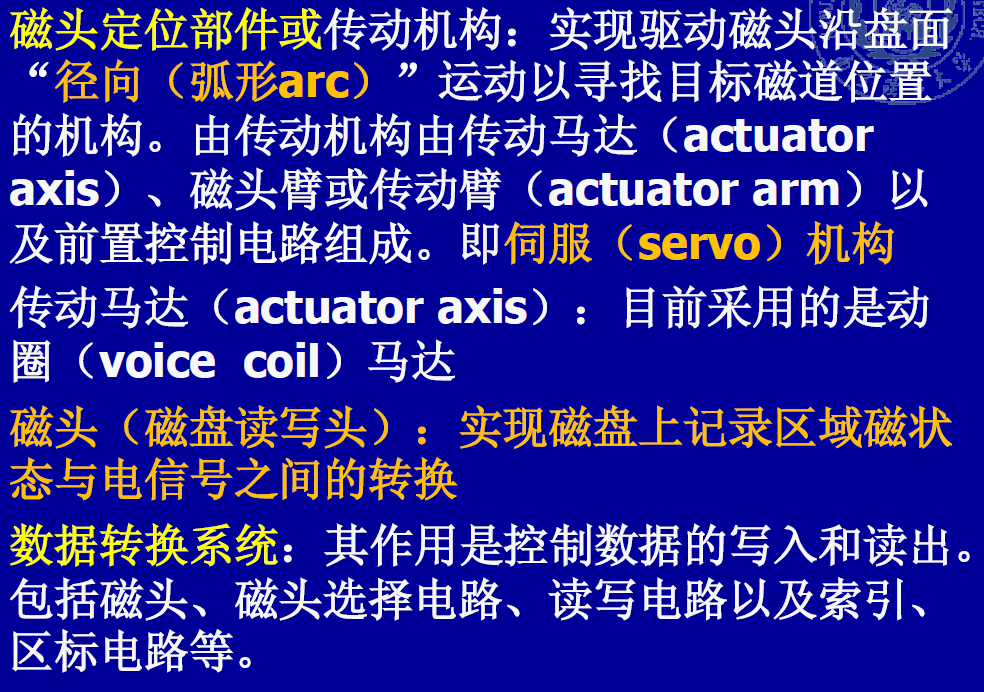 磁头定位部件或传动机构：实现驱动磁头沿盘面
“径向（弧形arc）”运动以寻找目标磁道位置
的机构。由传动机构由传动马达（actuator
axis）、磁头臂或传动臂（actuator arm）以
及前置控制电路组成。即伺服（servo）机构
传动马达（actuator axis）：目前采用的是动
圈（voice coil）马达
磁头（磁盘读写头）：实现磁盘上记录区域磁状
态与电信号之间的转换
数据转换系统：其作用是控制数据的写入和读出。
包括磁头、磁头选择电路、读写电路以及索引、
区标电路等。